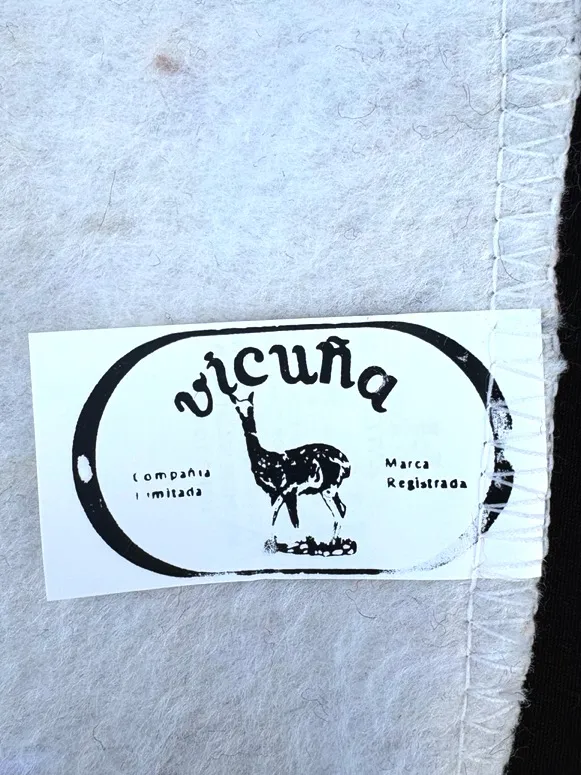 vicuña
Compañia
Limitada
Marca
Registrada